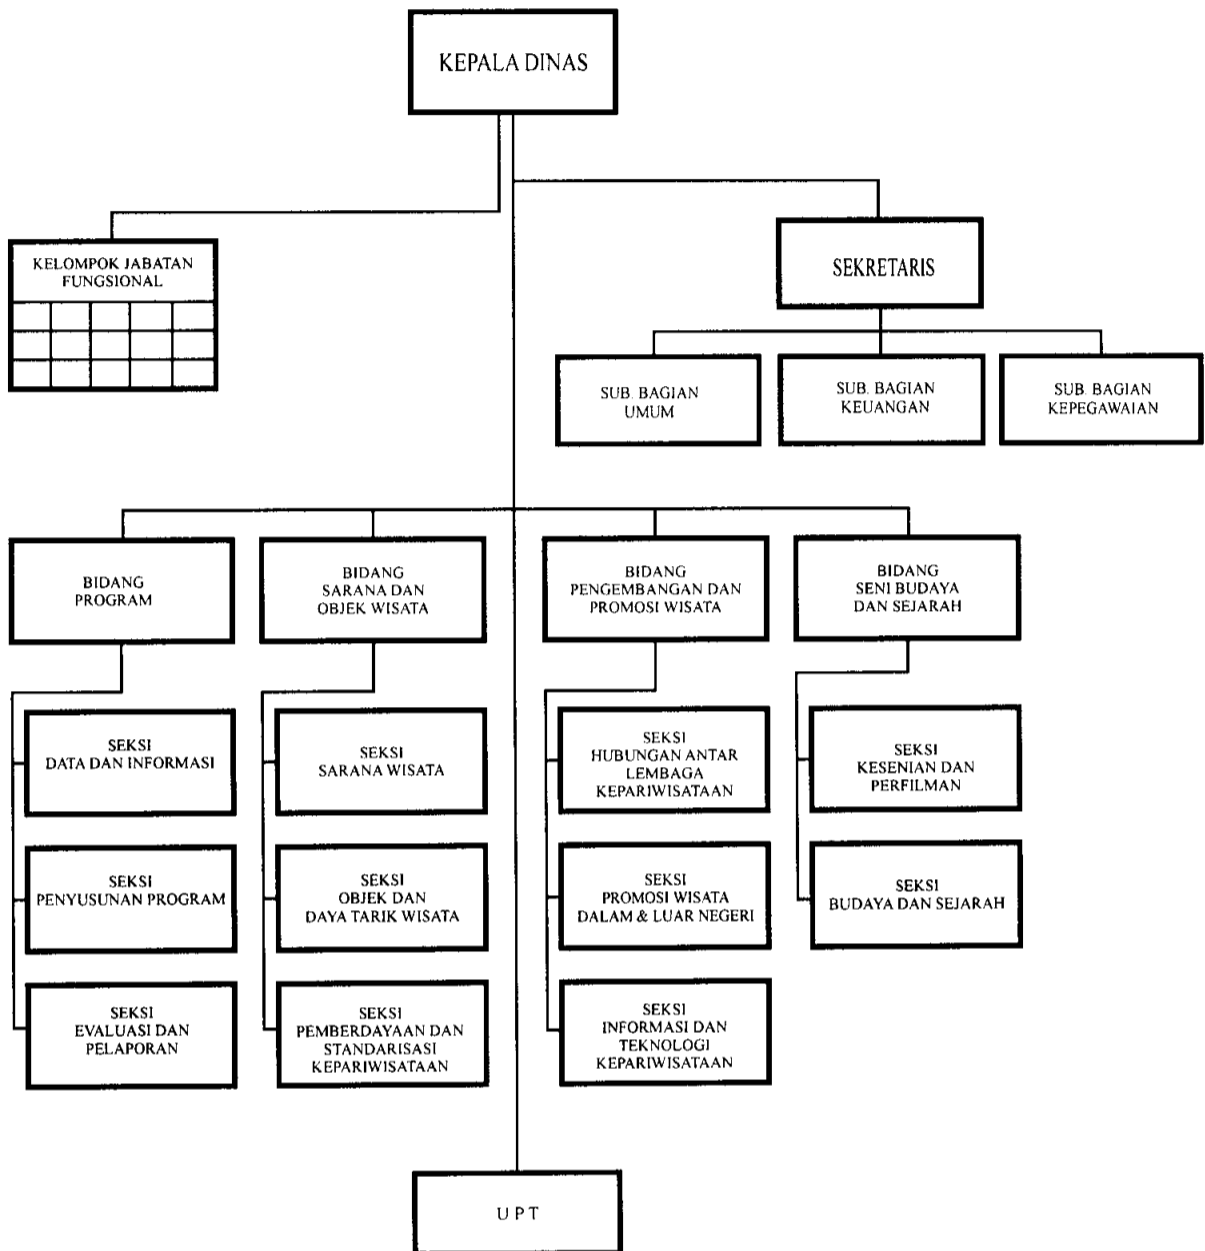 KEPALA DINAS
KELOMPOK JABATAN
FUNGSIONAL
SEKRETARIS
SUB. BAGIAN
UMUM
SUB. BAGIAN
KEUANGAN
SUB. BAGIAN
KEPEGAWAIAN
BIDANG
PROGRAM
BIDANG
SARANA DAN
OBJEK WISATA
BIDANG
PENGEMBANGAN DAN
PROMOSI WISATA
BIDANG
SENI BUDAYA
DAN SEJARAH
SEKSI
DATA DAN INFORMASI
SEKSI
SARANA WISATA
SEKSI
HUBUNGAN ANTAR
LEMBAGA
KEPARIWISATAAN
SEKSI
KESENIAN DAN
PERFILMAN
SEKSI
PENYUSUNAN PROGRAM
SEKSI
OBJEK DAN
DAYA TARIK WISATA
SEKSI
PROMOSI WISATA
DALAM & LUAR NEGERI
SEKSI
BUDAYA DAN SEJARAH
SEKSI
EVALUASI DAN
PELAPORAN
SEKSI
PEMBERDAYAAN DAN
STANDARISASI
KEPARIWISATAAN
SEKSI
INFORMASI DAN
TEKNOLOGI
KEPARIWISATAAN
U P T